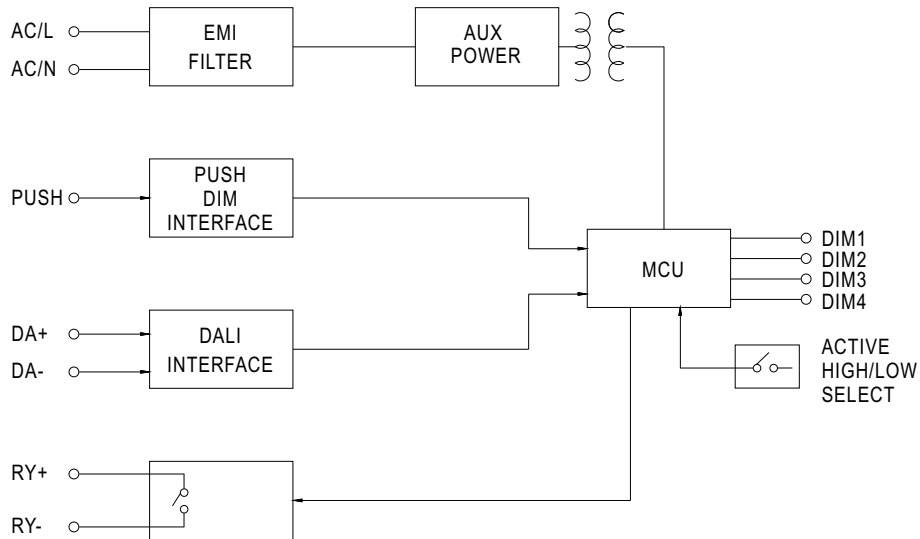 AC/L
AC/N
EMI
FILTER
AUX
POWER
PUSH
PUSH
DIM
INTERFACE
MCU
DIM1
DIM2
DIM3
DIM4
DA+
DA-
DALI
INTERFACE
ACTIVE
HIGH/LOW
SELECT
RY+
RY-